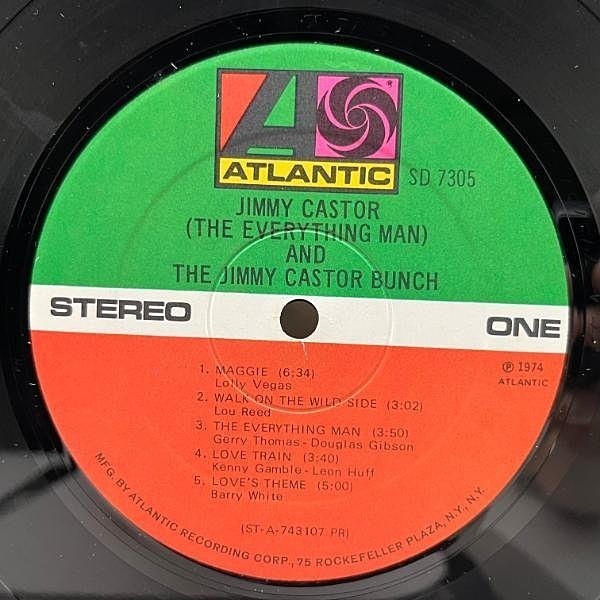 ATLANTIC
SD 7305
JIMMY CASTOR
(THE EVERYTHING MAN)
AND
THE JIMMY CASTOR BUNCH
STEREO
ONE
1. MAGGIE (6:34)
Lolly Vegas
2. WALK ON THE WILD SIDE (3:02)
Lou Reed
3. THE EVERYTHING MAN (3:50)
Gerry Thomas-Douglas Gibson
4. LOVE TRAIN (3:40)
Kenny Gamble-Leon Huff
5. LOVE'S THEME (5:00)
Barry White
℗ 1974
ATLANTIC
(ST-A-743107 PR)
MFG. BY ATLANTIC RECORDING CORP., 75 ROCKEFELLER PLAZA, N.Y., N.Y.